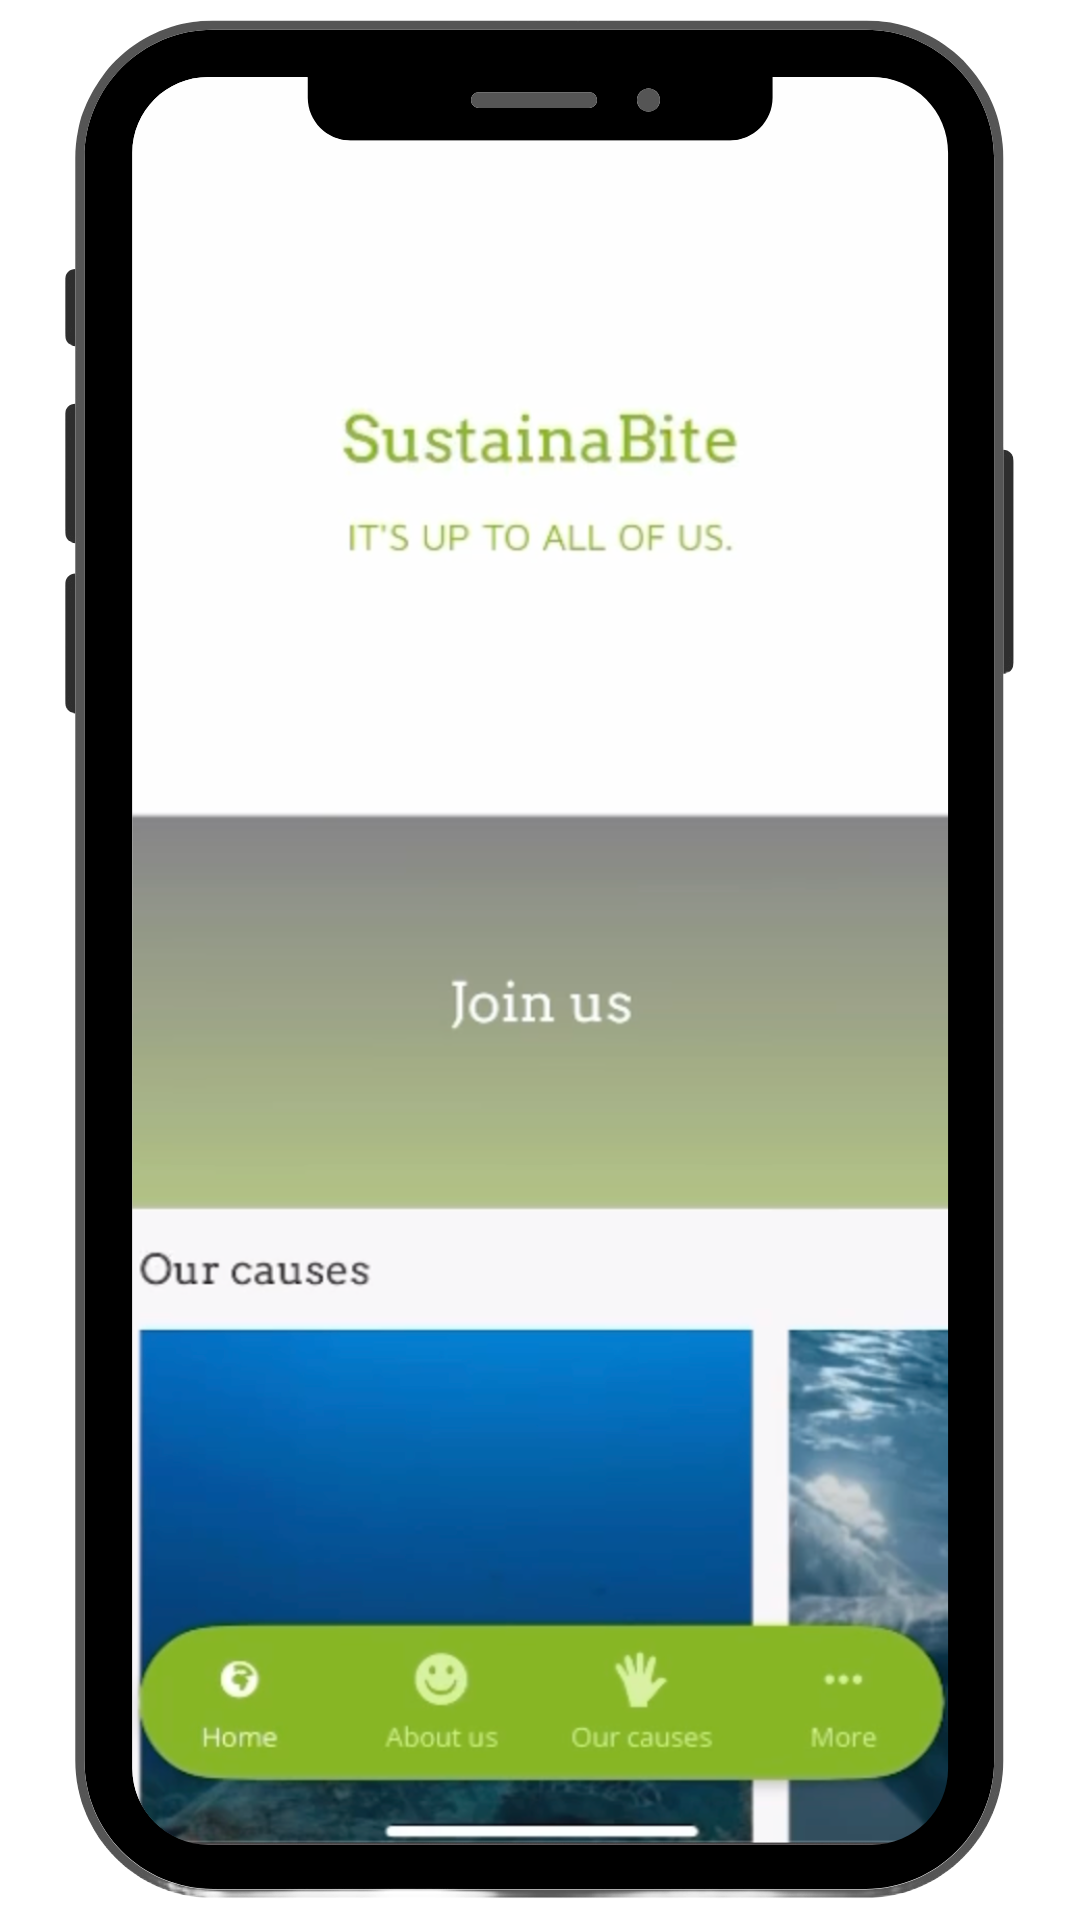 SustainaBite
IT'S UP TO ALL OF US.
Join us
Our causes
Home
About us
Our causes
More